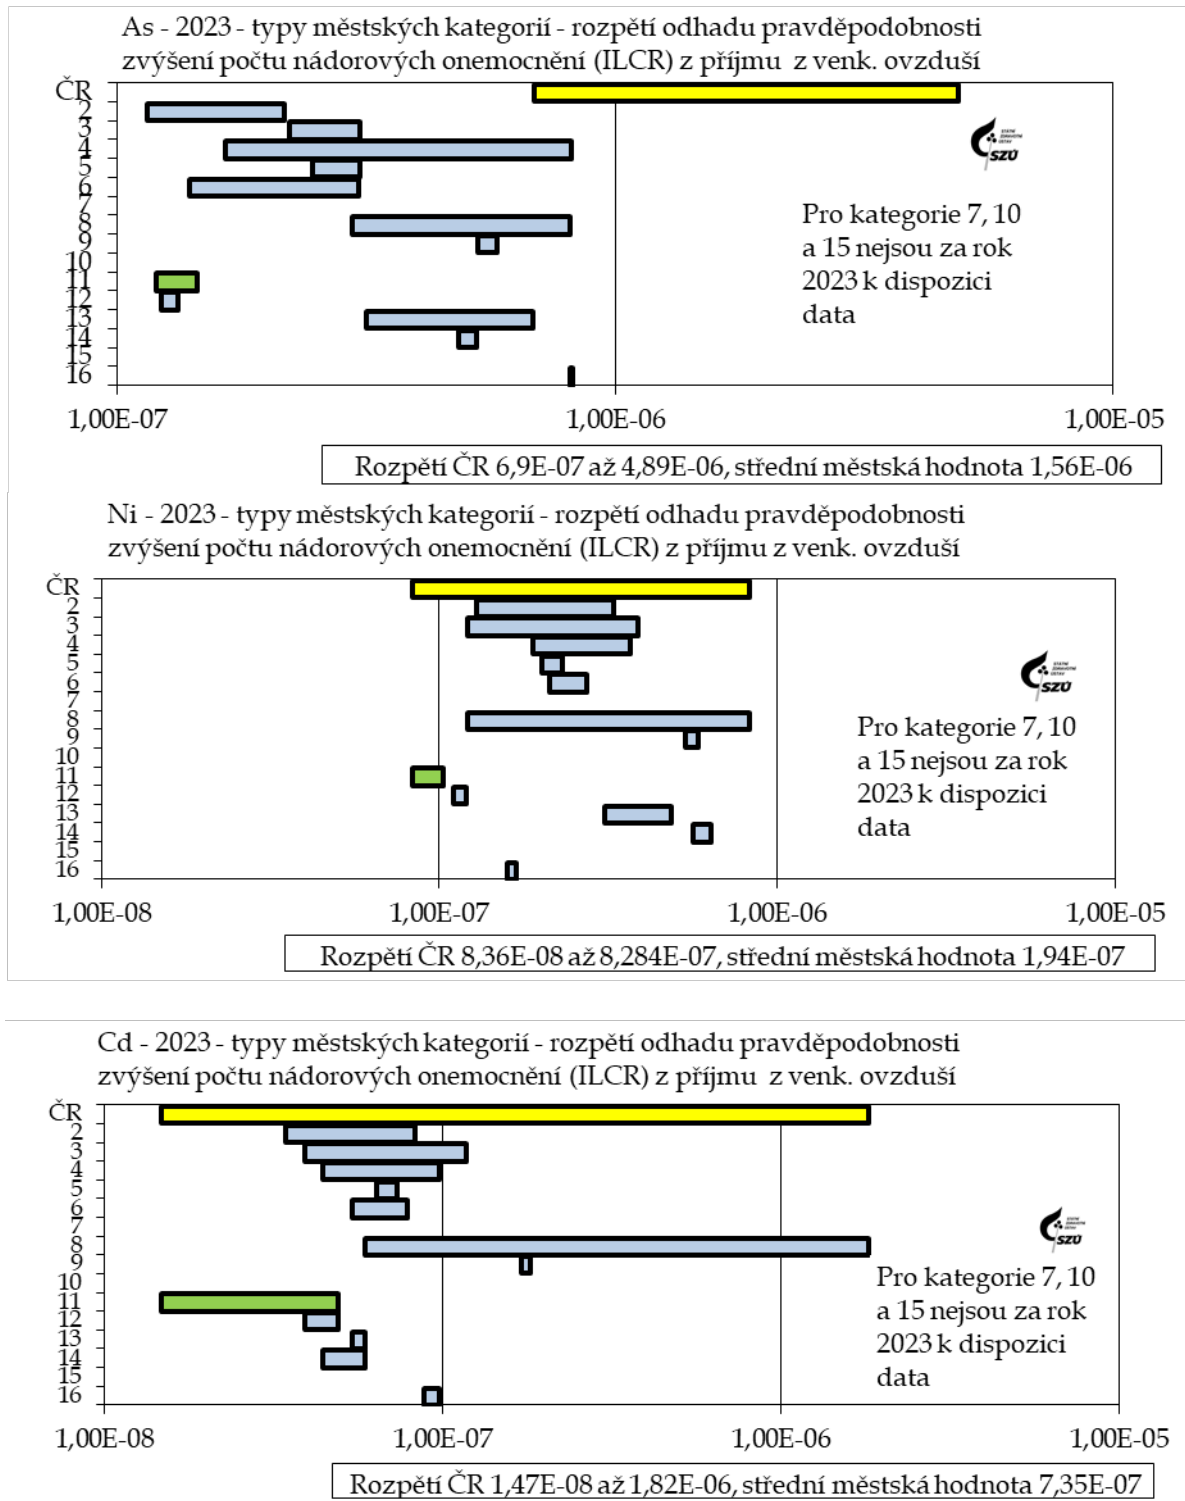 As - 2023 - typy městských kategorií - rozpětí odhadu pravděpodobnosti
zvýšení počtu nádorových onemocnění (ILCR) z příjmu z venk. ovzduší
ČR
2
3
4
5
6
7
8
9
10
11
12
13
14
15
16
SZÚ
Pro kategorie 7, 10
a 15 nejsou za rok
2023 k dispozici
data
1,00E-07
1,00E-06
1,00E-05
Rozpětí ČR 6,9E-07 až 4,89E-06, střední městská hodnota 1,56E-06
Ni - 2023 - typy městských kategorií - rozpětí odhadu pravděpodobnosti
zvýšení počtu nádorových onemocnění (ILCR) z příjmu z venk. ovzduší
ČR
2
3
4
5
6
7
8
9
10
11
12
13
14
15
16
SZÚ
Pro kategorie 7, 10
a 15 nejsou za rok
2023 k dispozici
data
1,00E-08
1,00E-07
1,00E-06
1,00E-05
Rozpětí ČR 8,36E-08 až 8,284E-07, střední městská hodnota 1,94E-07
Cd - 2023 - typy městských kategorií - rozpětí odhadu pravděpodobnosti
zvýšení počtu nádorových onemocnění (ILCR) z příjmu z venk. ovzduší
ČR
2
3
4
5
6
7
8
9
10
11
12
13
14
15
16
SZÚ
Pro kategorie 7, 10
a 15 nejsou za rok
2023 k dispozici
data
1,00E-08
1,00E-07
1,00E-06
1,00E-05
Rozpětí ČR 1,47E-08 až 1,82E-06, střední městská hodnota 7,35E-07